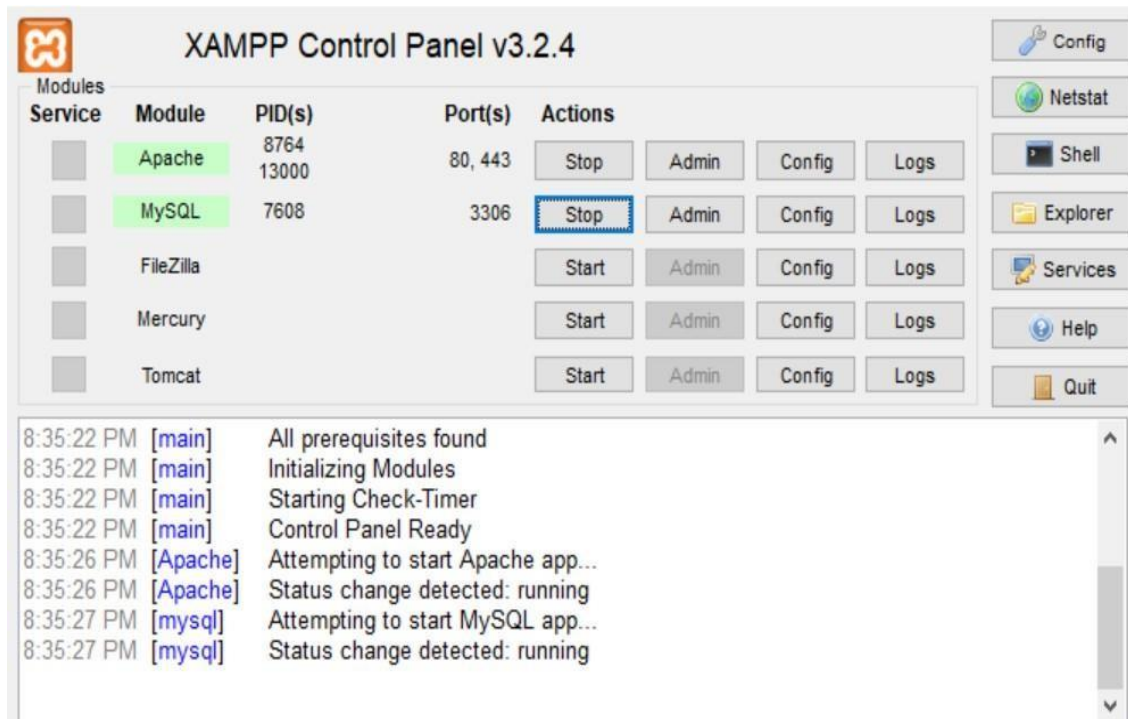 XAMPP Control Panel v3.2.4
Config
Modules
Netstat
Service Module PID(s) Port(s) Actions
Apache 8764 13000 80, 443 Stop Admin Config Logs
Shell
MySQL 7608 3306 Stop Admin Config Logs
Explorer
FileZilla Start Admin Config Logs
Services
Mercury Start Admin Config Logs
Help
Tomcat Start Admin Config Logs
Quit
8:35:22 PM [main] All prerequisites found
8:35:22 PM [main] Initializing Modules
8:35:22 PM [main] Starting Check-Timer
8:35:22 PM [main] Control Panel Ready
8:35:26 PM [Apache] Attempting to start Apache app...
8:35:26 PM [Apache] Status change detected: running
8:35:27 PM [mysql] Attempting to start MySQL app...
8:35:27 PM [mysql] Status change detected: running